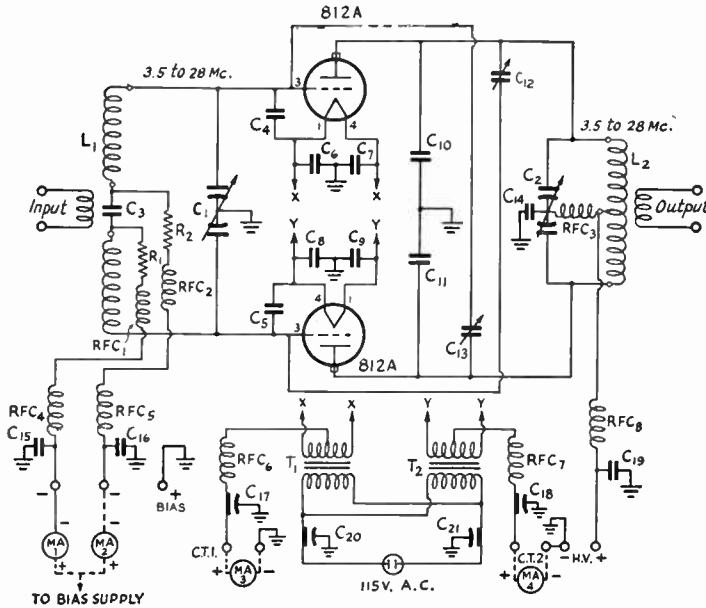 812A
3.5 to 28 Mc.
3
C4
1
4
C6
C7
X
X
L1
C12
3.5 to 28 Mc.
L2
C10
C2
C14
RFC3
Input
C3
R2
C1
Output
R1
RFC2
Y
Y
C8
C9
C11
RFC1
C5
4
1
3
812A
C13
RFC4
RFC5
C15
C16
X
X
Y
Y
RFC6
T1
T2
RFC7
RFC8
C17
C18
C19
+
BIAS
C20
C21
C.T.1.
C.T.2
H.V.
+
-
-
-
-
-
MA
1
+
MA
2
+
+
MA
3
-
115V. A.C.
+
MA
4
-
TO BIAS SUPPLY